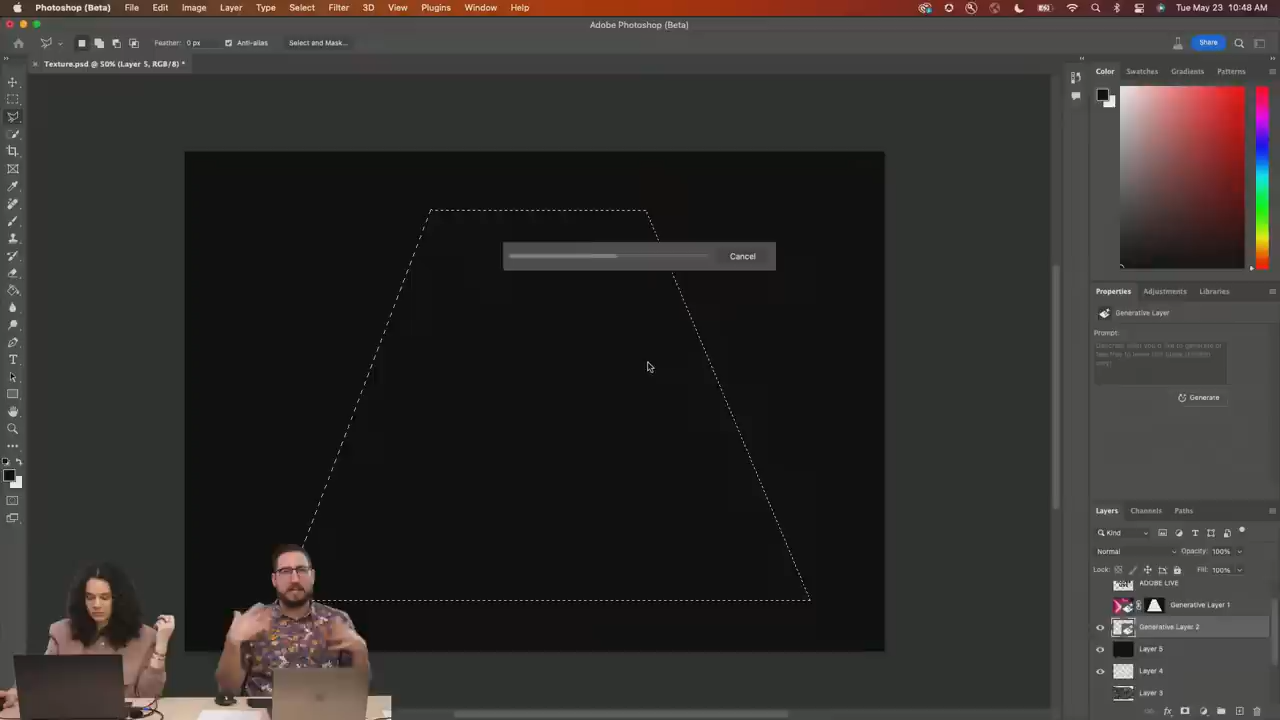 Photoshop (Beta) File Edit Image Layer Type Select Filter 3D View Plugins Window Help Tue May 23 10:48 AM
Adobe Photoshop (Beta)
Feather: 0 px Anti-alias Select and Mask... Share
Texture.psd @ 50% (Layer 5, RGB/8) *
Color Swatches Gradients Patterns
Cancel
Properties Adjustments Libraries
Generative Layer
Prompt:
Generate
Layers Channels Paths
Kind
Normal Opacity: 100%
Lock: Fill: 100%
ADOBE LIVE
Generative Layer 1
Generative Layer 2
Layer 5
Layer 4
Layer 3